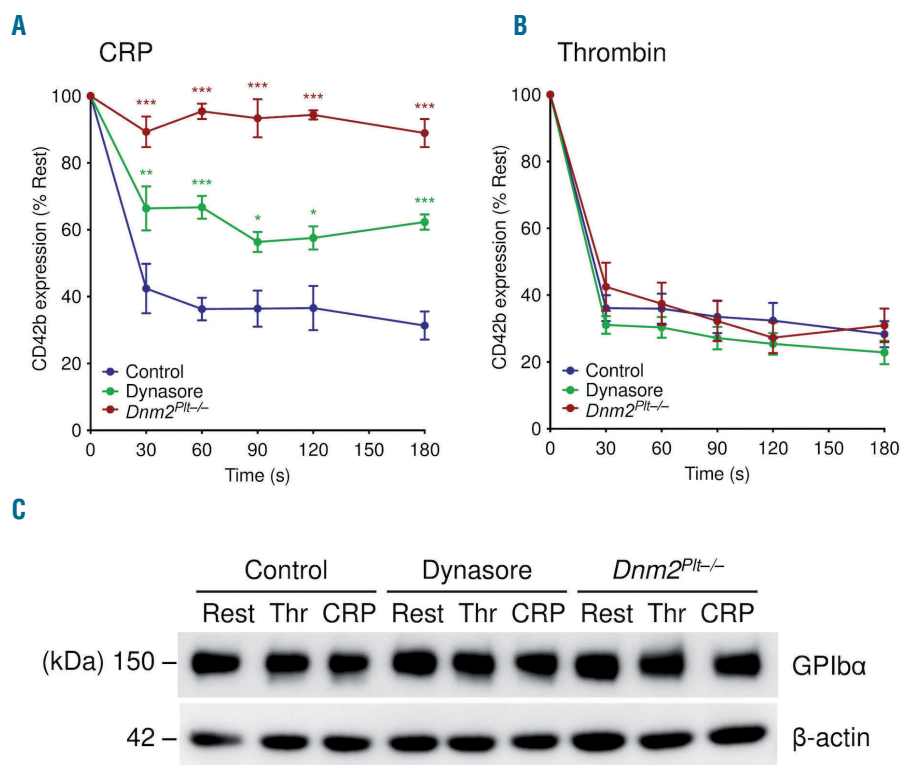 A
CRP
CD42b expression (% Rest)
100
80
60
40
20
0
***
***
***
***
***
**
***
*
*
***
Control
Dynasore
Dnm2Plt–/–
0 30 60 90 120 150 180
Time (s)
B
Thrombin
CD42b expression (% Rest)
100
80
60
40
20
0
Control
Dynasore
Dnm2Plt–/–
0 30 60 90 120 150 180
Time (s)
C
Control Dynasore Dnm2Plt–/–
Rest Thr CRP Rest Thr CRP Rest Thr CRP
(kDa) 150 – GPIbα
42 – β-actin